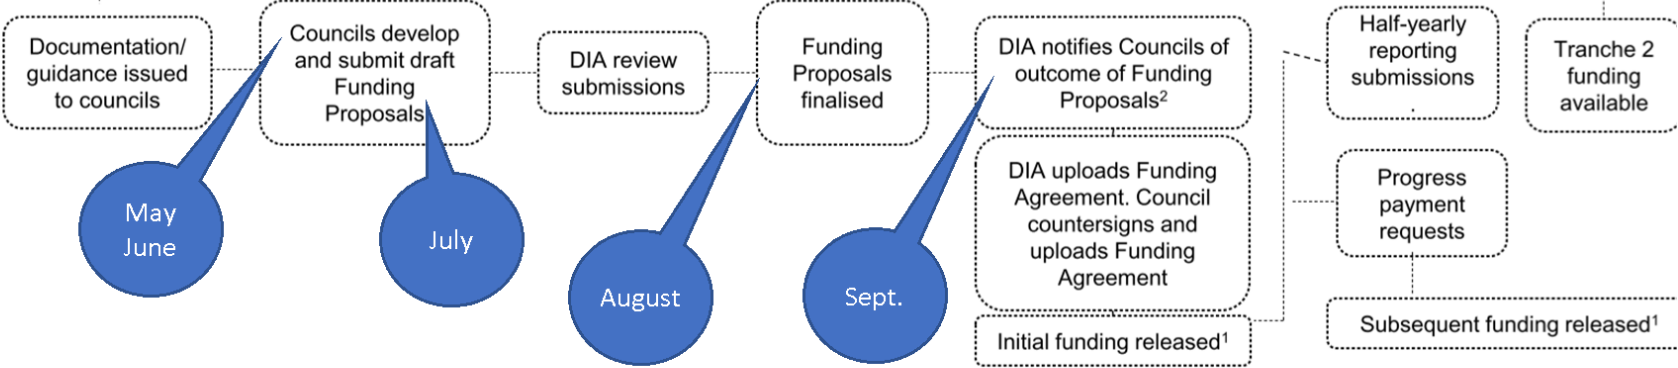 Documentation/
guidance issued
to councils
Councils develop
and submit draft
Funding
Proposals
May
June
July
DIA review
submissions
Funding
Proposals
finalised
August
DIA notifies Councils of
outcome of Funding
Proposals²
Sept.
DIA uploads Funding
Agreement. Council
countersigns and
uploads Funding
Agreement
Initial funding released¹
Half-yearly
reporting
submissions
.
Progress
payment
requests
Subsequent funding released¹
Tranche 2
funding
available